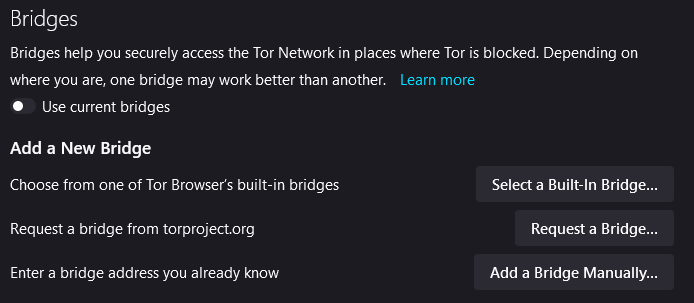 Bridges
Bridges help you securely access the Tor Network in places where Tor is blocked. Depending on
where you are, one bridge may work better than another. Learn more
Use current bridges
Add a New Bridge
Choose from one of Tor Browser's built-in bridges
Select a Built-In Bridge...
Request a bridge from torproject.org
Request a Bridge...
Enter a bridge address you already know
Add a Bridge Manually...